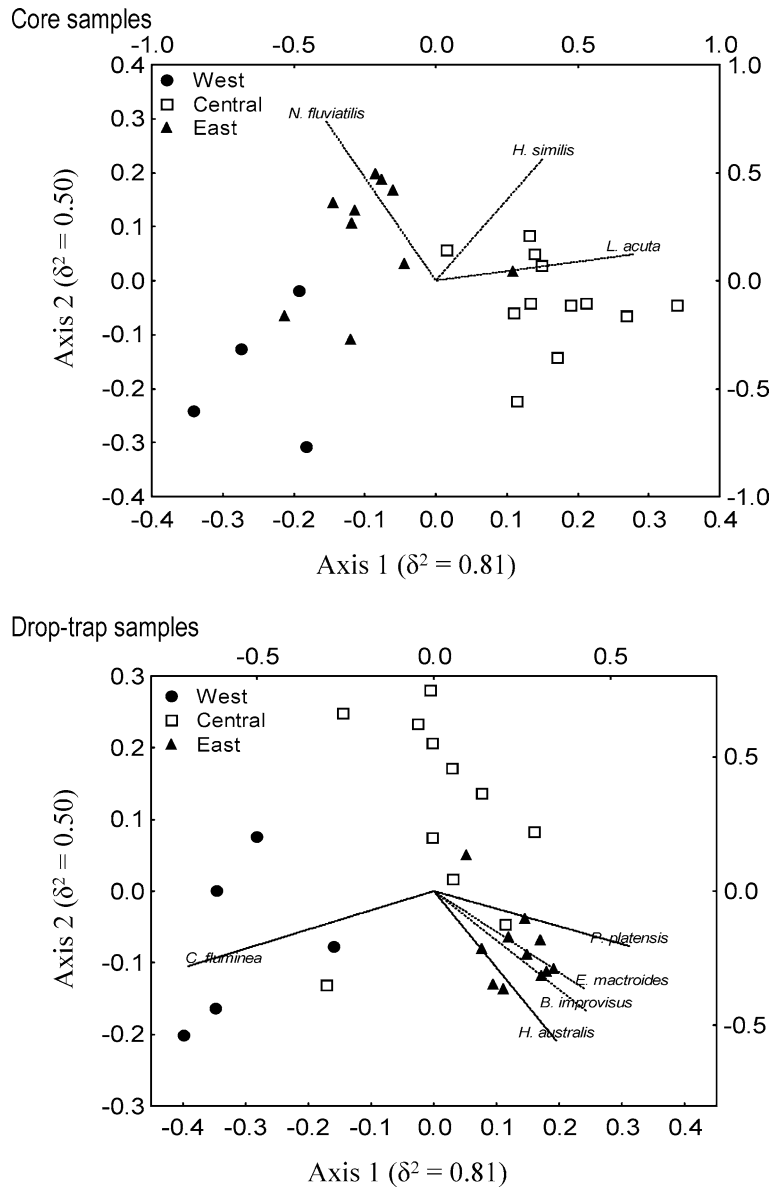 Core samples
-1.0 -0.5 0.0 0.5 1.0
0.4 1.0
West
Central
East
N. fluviatilis
H. similis
L. acuta
0.3
0.2 0.5
0.1
0.0 0.0
-0.1
-0.2 -0.5
-0.3
-0.4 -1.0
Axis 2 (δ² = 0.50)
-0.4 -0.3 -0.2 -0.1 0.0 0.1 0.2 0.3 0.4
Axis 1 (δ² = 0.81)
Drop-trap samples
-0.5 0.0 0.5
0.3
West
Central
East
0.2
0.5
0.1
0.0 0.0
P. platensis
C. fluminea
-0.1
E. mactroides
B. improvisus
H. australis
-0.2
-0.5
-0.3
Axis 2 (δ² = 0.50)
-0.4 -0.3 -0.2 -0.1 0.0 0.1 0.2 0.3 0.4
Axis 1 (δ² = 0.81)